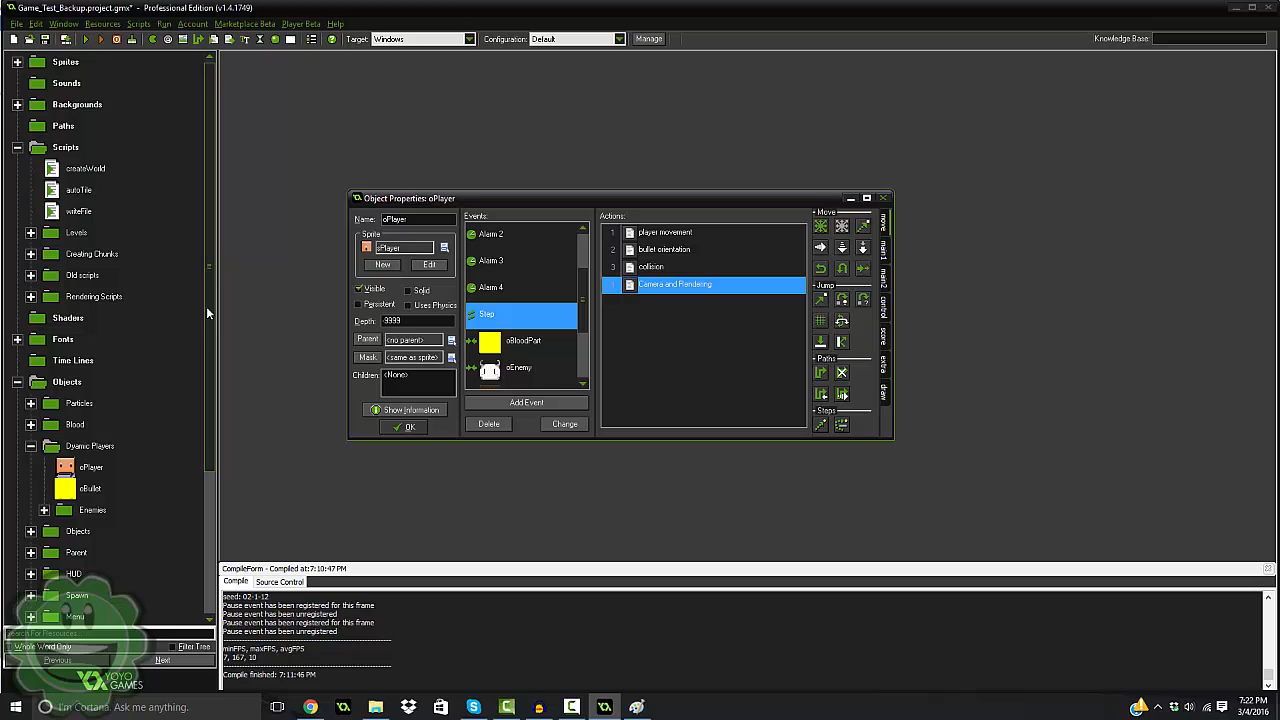 Game_Test_Backup.project.gmx* - Professional Edition (v1.4.1749)
File Edit Window Resources Scripts Run Account Marketplace Beta Player Beta Help
Target: Windows Configuration: Default Manage Knowledge Base:
Sprites
Sounds
Backgrounds
Paths
Scripts
createWorld
autoTile
writeFile
Levels
Creating Chunks
Old scripts
Rendering Scripts
Shaders
Fonts
Time Lines
Objects
Particles
Blood
Dyamic Players
oPlayer
oBullet
Enemies
Objects
Parent
HUD
Spawn
Menu
Search For Resources..
Whole Word Only Filter Tree
Previous Next
YOYO GAMES
Object Properties: oPlayer
Name: oPlayer
Sprite
sPlayer
New Edit
Visible Solid
Persistent Uses Physics
Depth: -9999
Parent <no parent>
Mask <same as sprite>
Children: <None>
Show Information
OK
Events:
Alarm 2
Alarm 3
Alarm 4
Step
oBloodPart
oEnemy
Add Event
Delete Change
Actions:
1 player movement
2 bullet orientation
3 collision
Camera and Rendering
Move
Jump
Paths
Steps
move
main1
main2
control
score
extra
draw
CompileForm - Compiled at:7:10:47 PM
Compile Source Control
seed: 02-1-12
Pause event has been registered for this frame
Pause event has been unregistered
Pause event has been registered for this frame
Pause event has been unregistered
minFPS, maxFPS, avgFPS
7, 167, 10
Compile finished: 7:11:46 PM
I'm Cortana. Ask me anything.
7:22 PM
3/4/2016